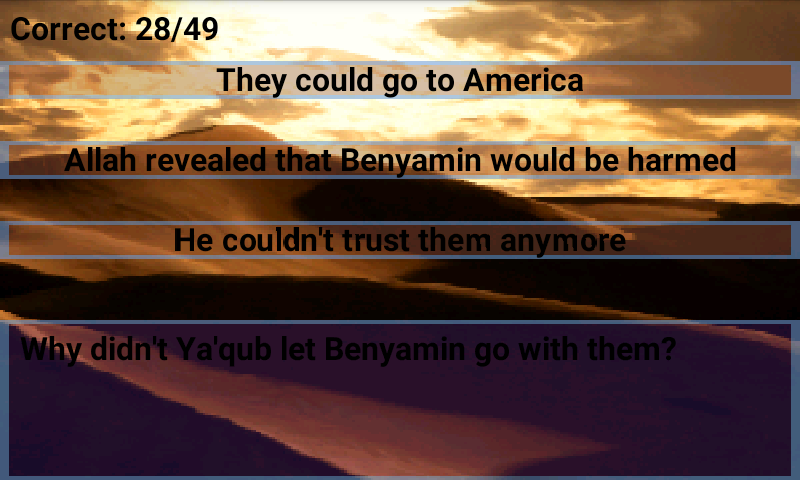 Correct: 28/49
They could go to America
Allah revealed that Benyamin would be harmed
He couldn't trust them anymore
Why didn't Ya'qub let Benyamin go with them?